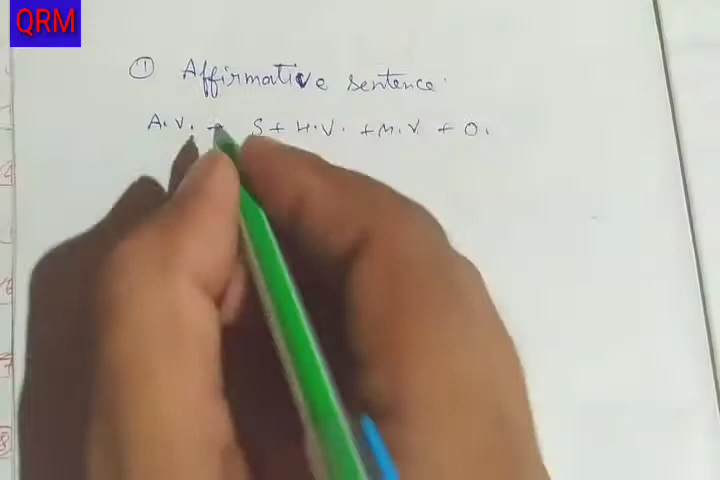 QRM
① Affirmative sentence.
A.V. → S + H.V. + M.V. + O.